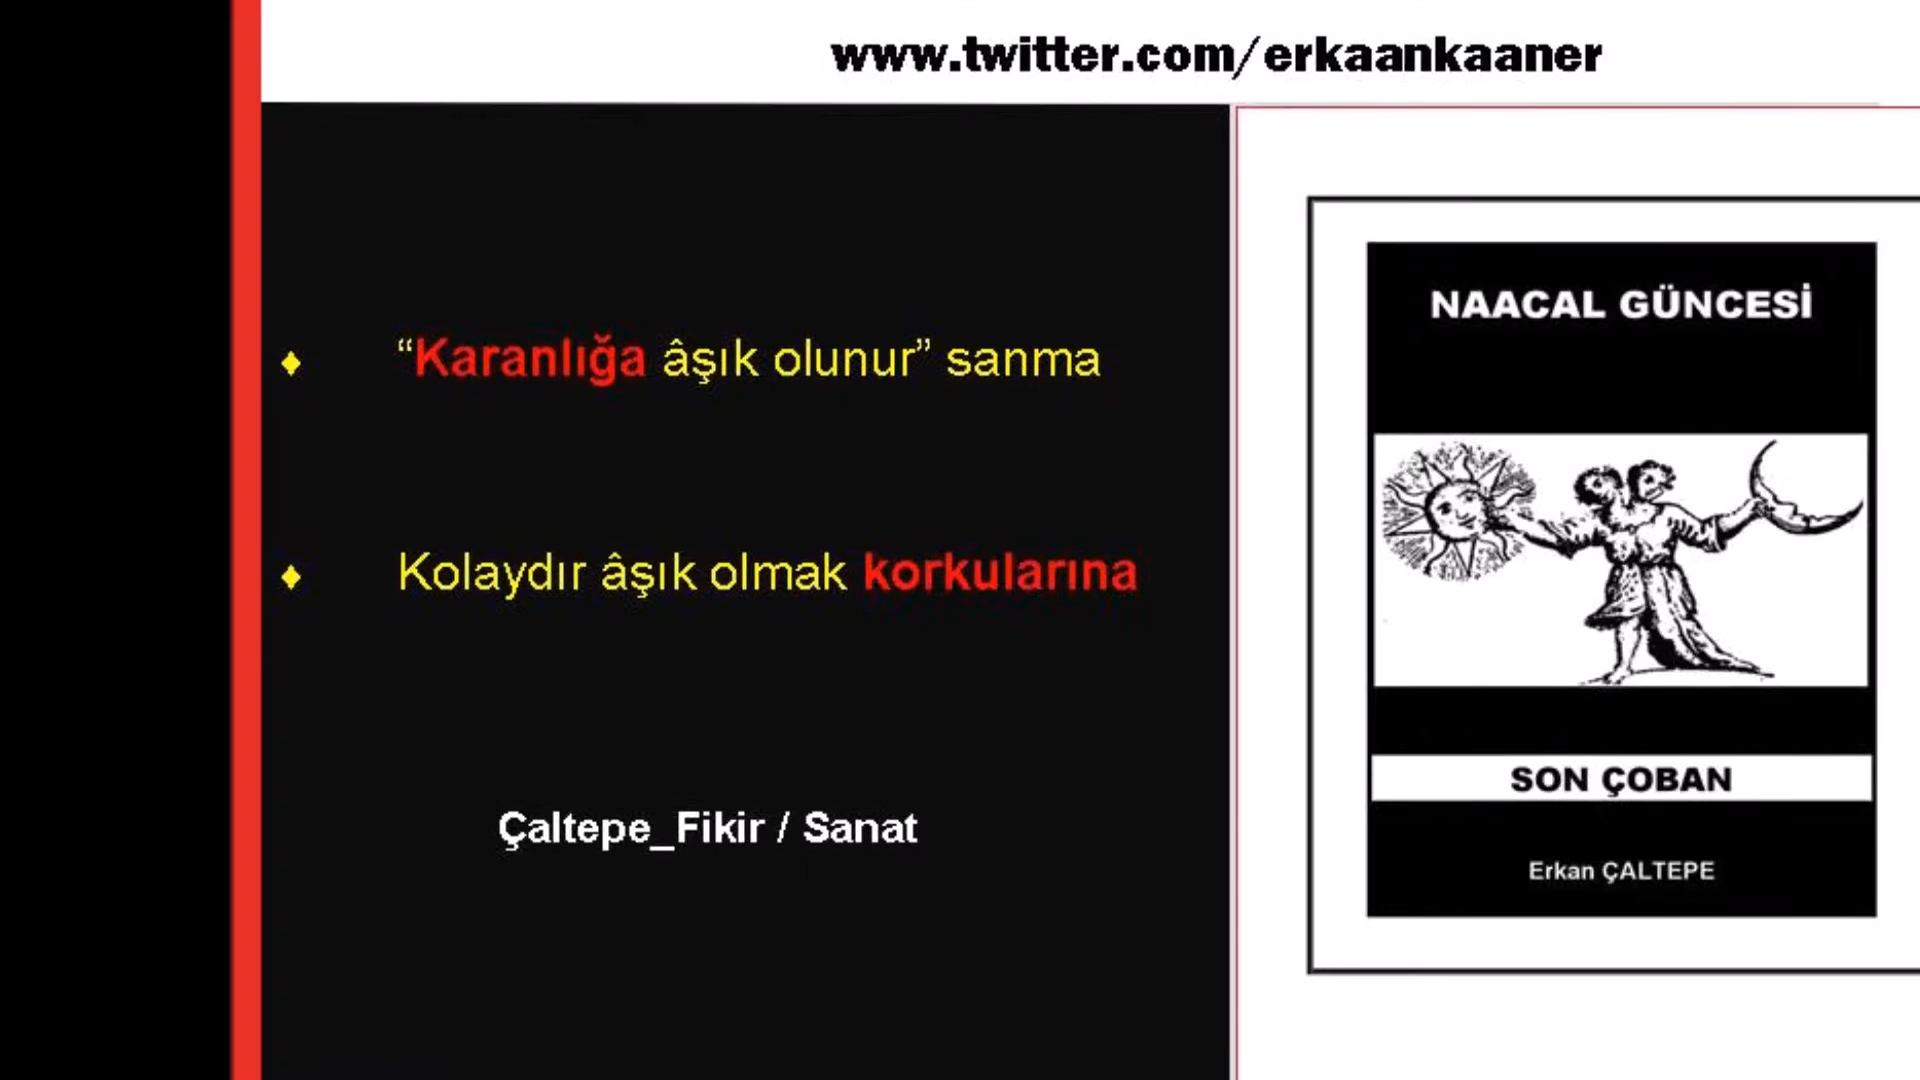 www.twitter.com/erkaankaaner
“Karanlığa âşık olunur” sanma
Kolaydır âşık olmak korkularına
Çaltepe_Fikir / Sanat
NAACAL GÜNCESİ
SON ÇOBAN
Erkan ÇALTEPE